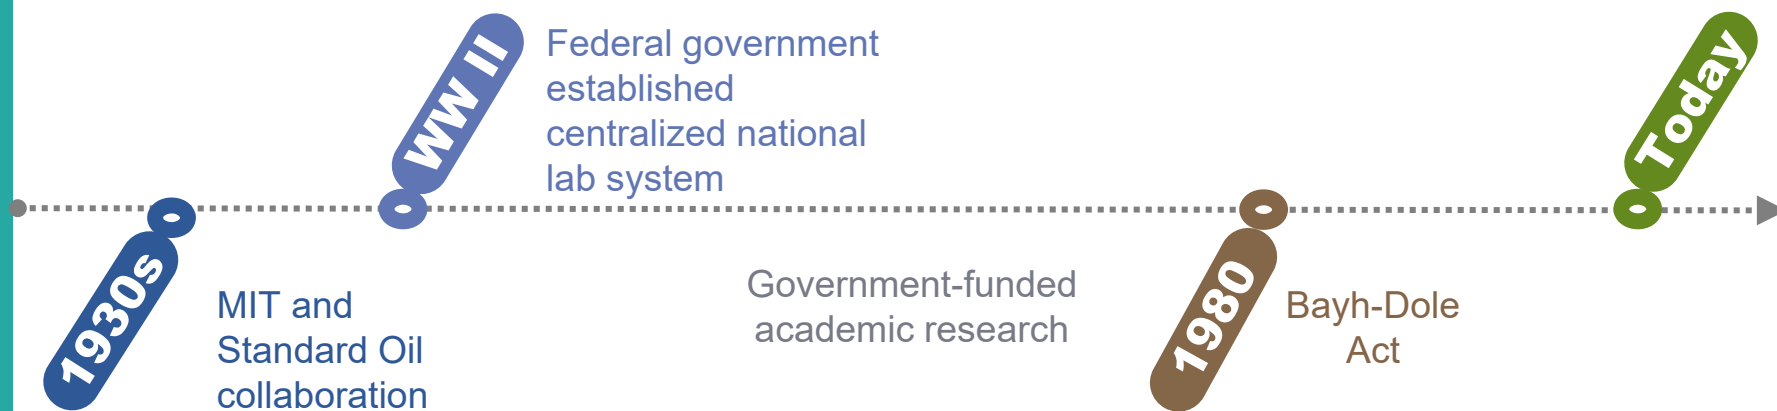 1930s
MIT and
Standard Oil
collaboration
WW II
Federal government
established
centralized national
lab system
Government-funded
academic research
1980
Bayh-Dole
Act
Today